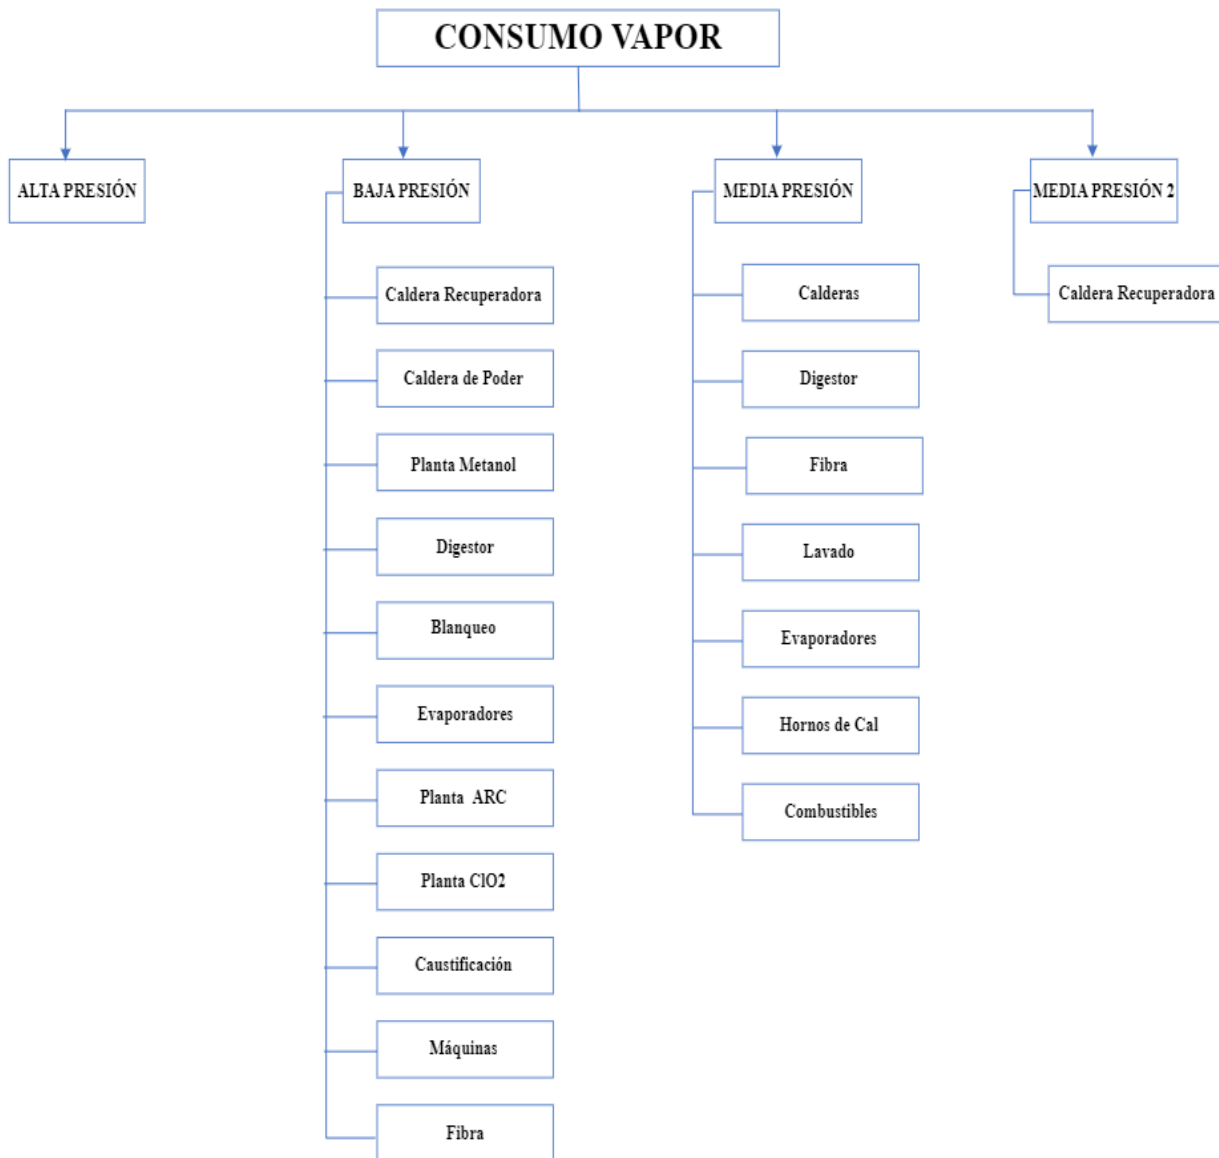 CONSUMO VAPOR
ALTA PRESIÓN
BAJA PRESIÓN
Caldera Recuperadora
Caldera de Poder
Planta Metanol
Digestor
Blanqueo
Evaporadores
Planta ARC
Planta ClO2
Caustificación
Máquinas
Fibra
MEDIA PRESIÓN
Calderas
Digestor
Fibra
Lavado
Evaporadores
Hornos de Cal
Combustibles
MEDIA PRESIÓN 2
Caldera Recuperadora